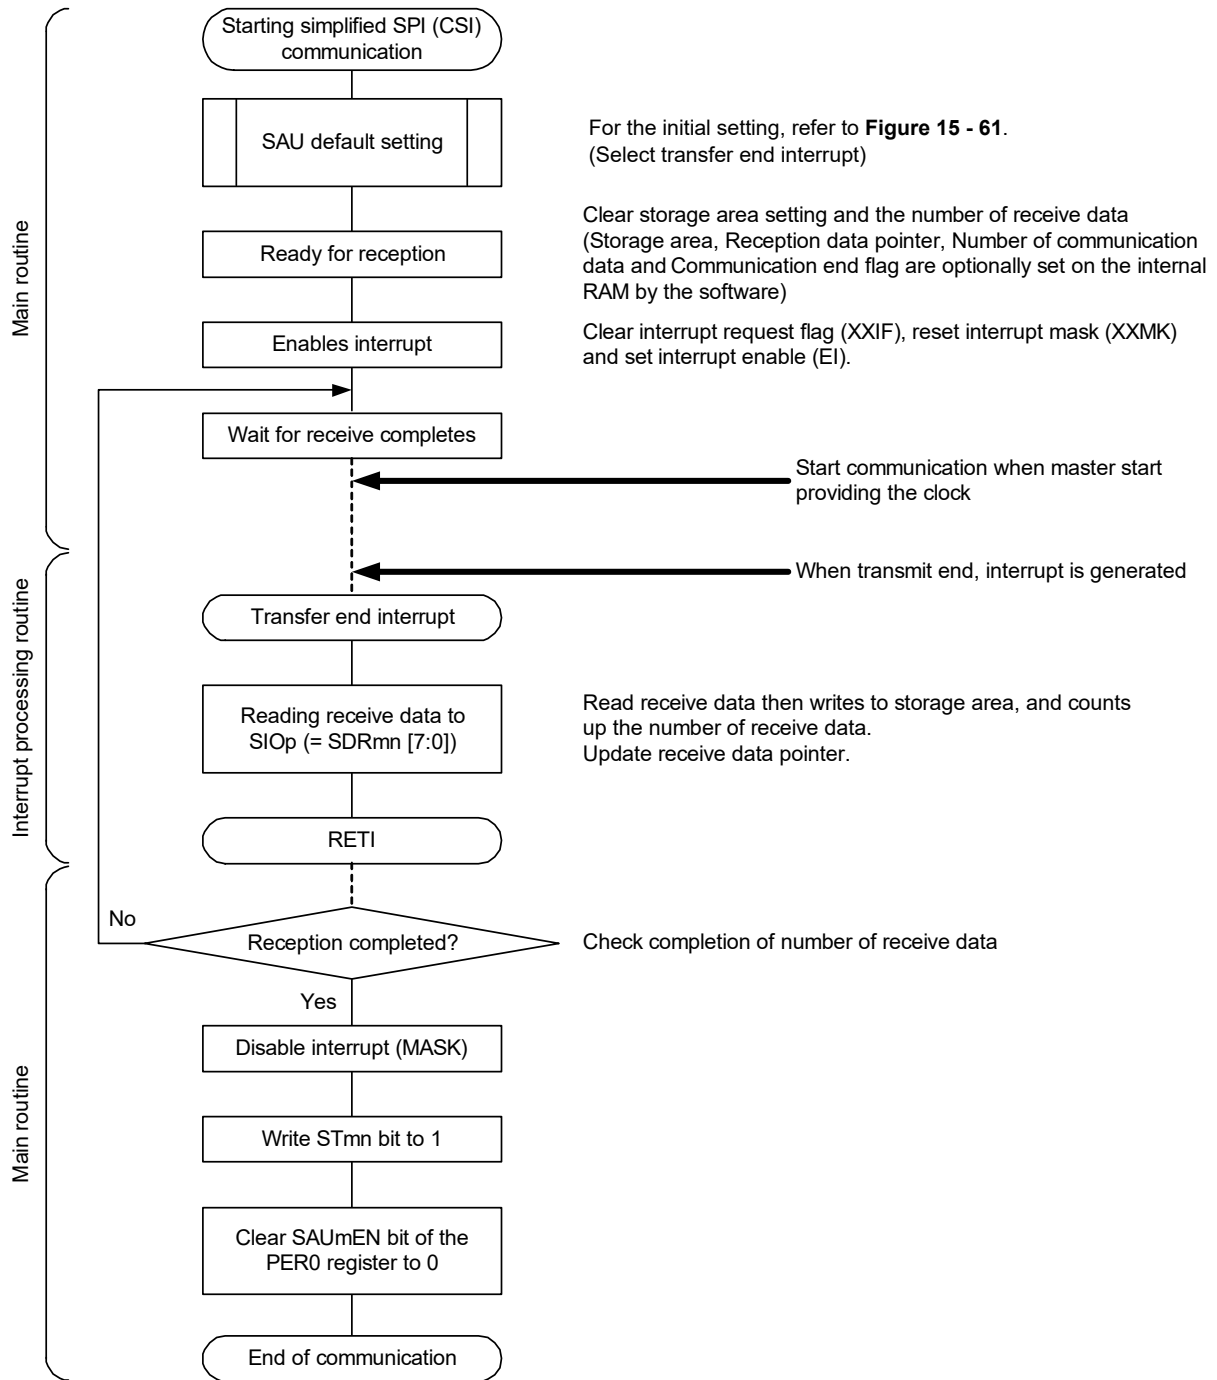 Starting simplified SPI (CSI)
communication
SAU default setting
For the initial setting, refer to Figure 15 - 61.
(Select transfer end interrupt)
Main routine
Ready for reception
Clear storage area setting and the number of receive data
(Storage area, Reception data pointer, Number of communication
data and Communication end flag are optionally set on the internal
RAM by the software)
Enables interrupt
Clear interrupt request flag (XXIF), reset interrupt mask (XXMK)
and set interrupt enable (EI).
Wait for receive completes
Start communication when master start
providing the clock
When transmit end, interrupt is generated
Interrupt processing routine
Transfer end interrupt
Reading receive data to
SIOp (= SDRmn [7:0])
Read receive data then writes to storage area, and counts
up the number of receive data.
Update receive data pointer.
RETI
No
Reception completed?
Check completion of number of receive data
Yes
Main routine
Disable interrupt (MASK)
Write STmn bit to 1
Clear SAUmEN bit of the
PER0 register to 0
End of communication